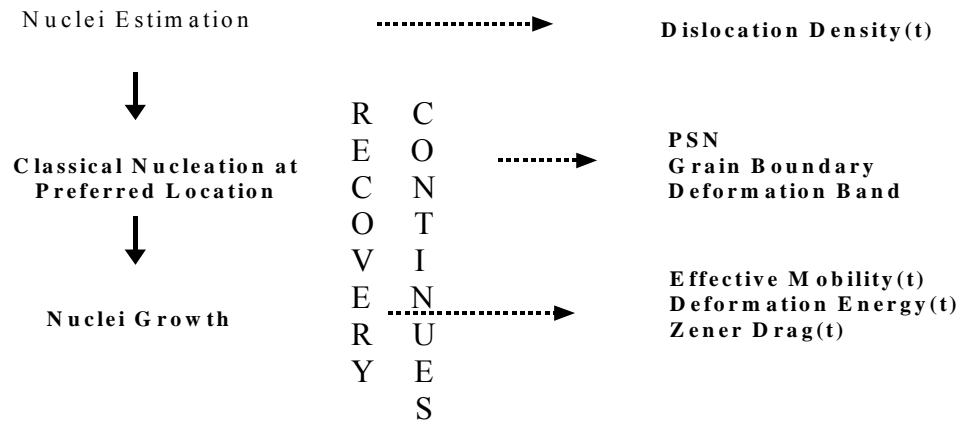 Nuclei Estimation
Dislocation Density(t)
Classical Nucleation at
Preferred Location
RECOVERY
CONTINUES
PSN
Grain Boundary
Deformation Band
Nuclei Growth
Effective Mobility(t)
Deformation Energy(t)
Zener Drag(t)